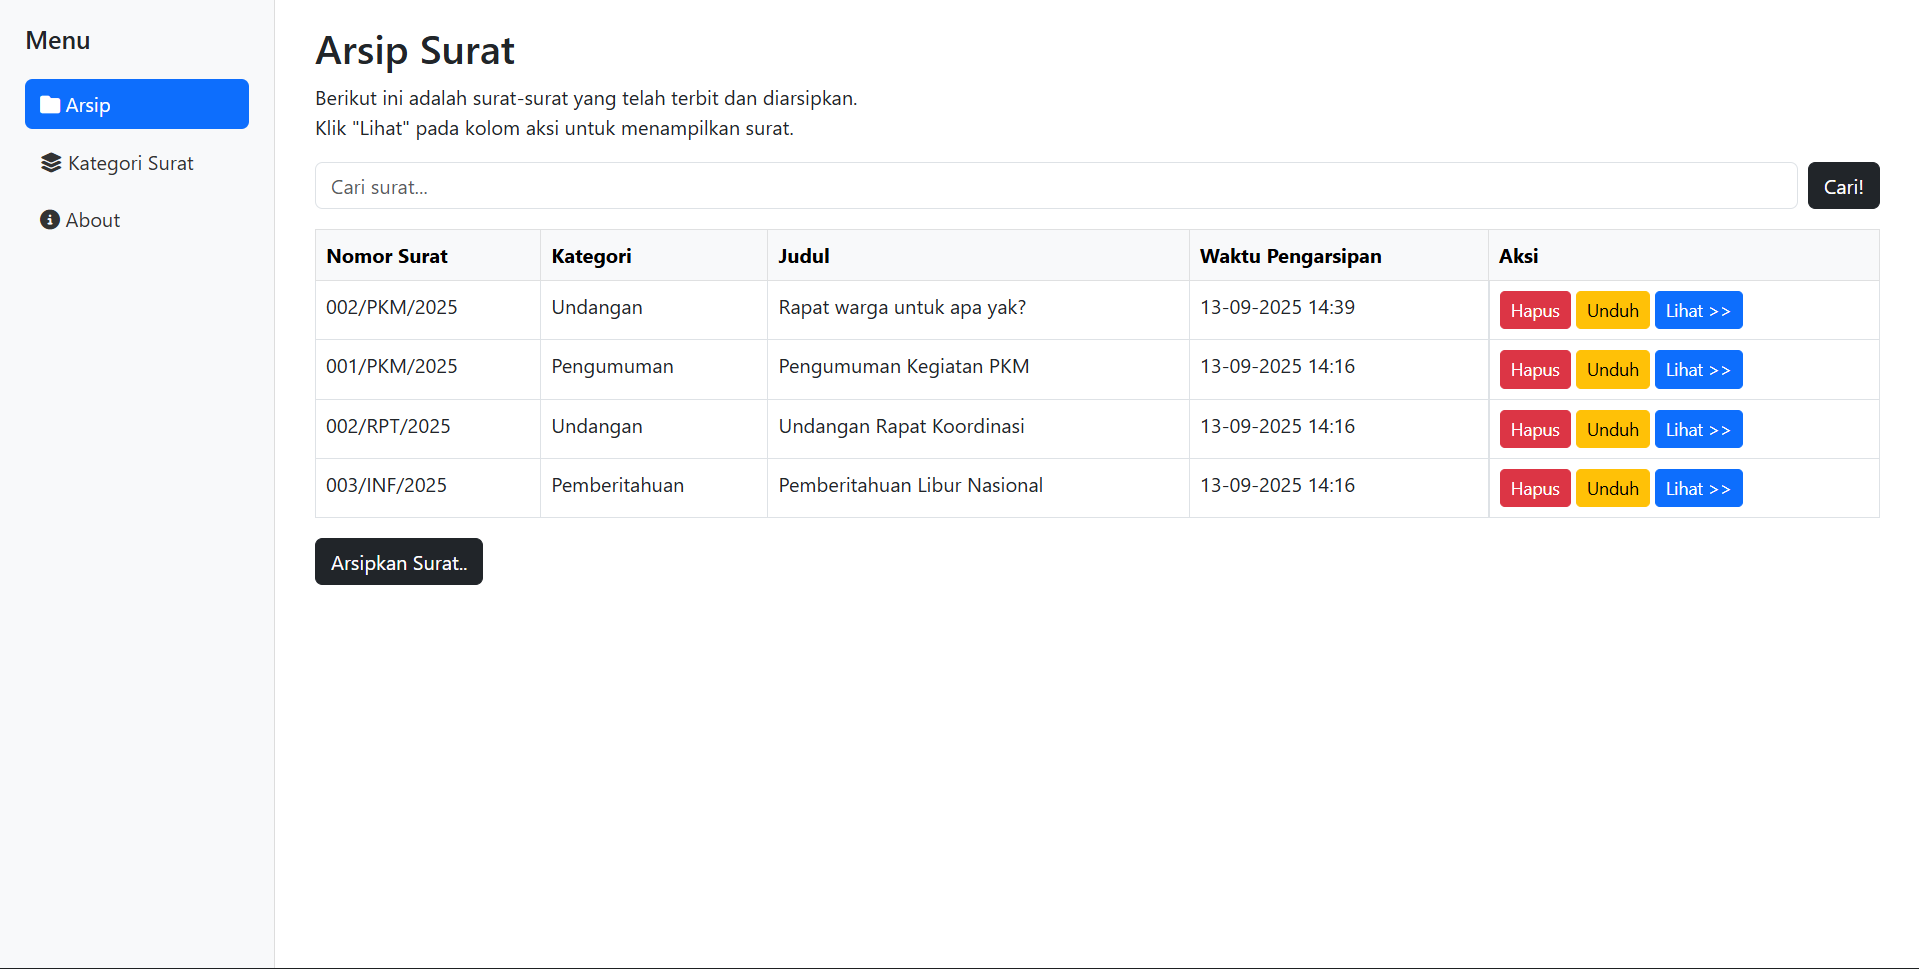 Menu
Arsip
Kategori Surat
About
Arsip Surat
Berikut ini adalah surat-surat yang telah terbit dan diarsipkan.
Klik "Lihat" pada kolom aksi untuk menampilkan surat.
Cari surat... Cari!
Nomor Surat Kategori Judul Waktu Pengarsipan Aksi
002/PKM/2025 Undangan Rapat warga untuk apa yak? 13-09-2025 14:39 Hapus Unduh Lihat >>
001/PKM/2025 Pengumuman Pengumuman Kegiatan PKM 13-09-2025 14:16 Hapus Unduh Lihat >>
002/RPT/2025 Undangan Undangan Rapat Koordinasi 13-09-2025 14:16 Hapus Unduh Lihat >>
003/INF/2025 Pemberitahuan Pemberitahuan Libur Nasional 13-09-2025 14:16 Hapus Unduh Lihat >>
Arsipkan Surat..